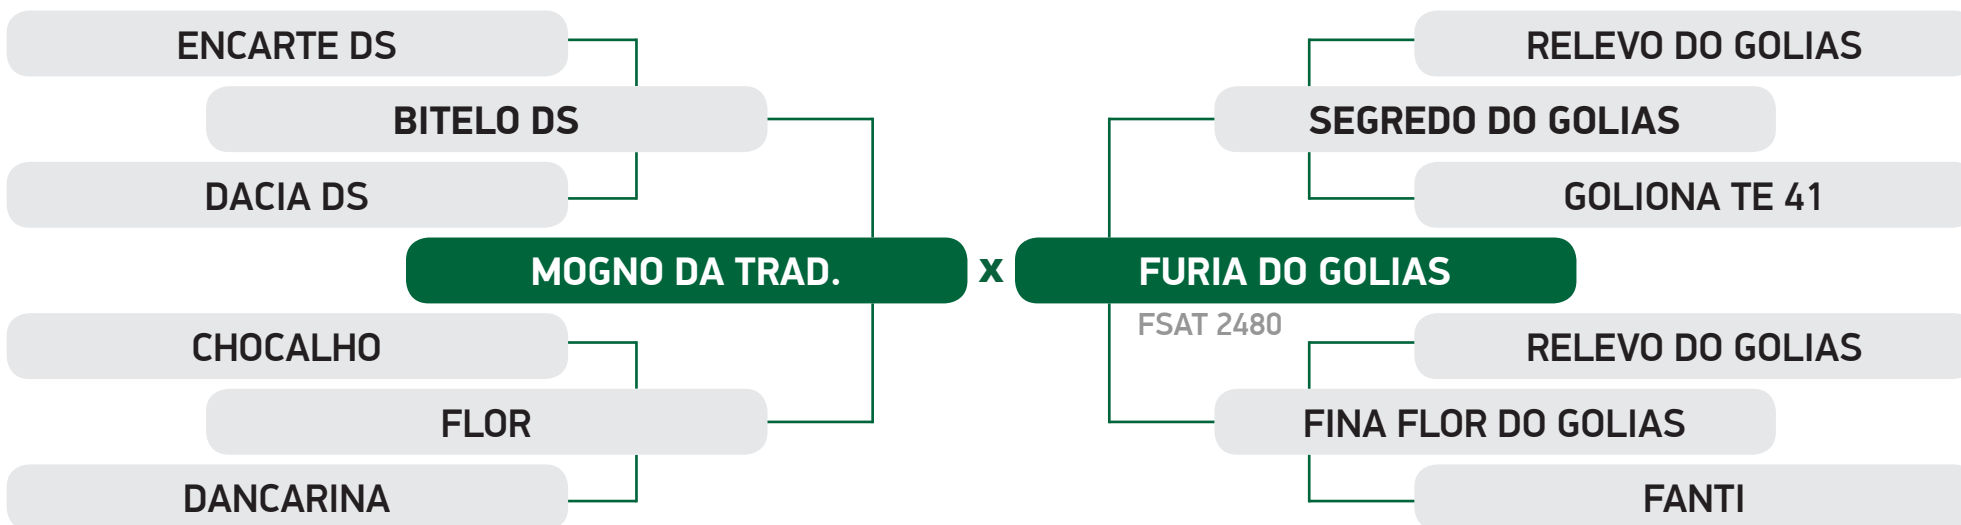 ENCARTE DS
RELEVO DO GOLIAS
BITELO DS
SEGREDO DO GOLIAS
DACIA DS
GOLIONA TE 41
MOGNO DA TRAD.
x
FURIA DO GOLIAS
FSAT 2480
CHOCALHO
RELEVO DO GOLIAS
FLOR
FINA FLOR DO GOLIAS
DANCARINA
FANTI